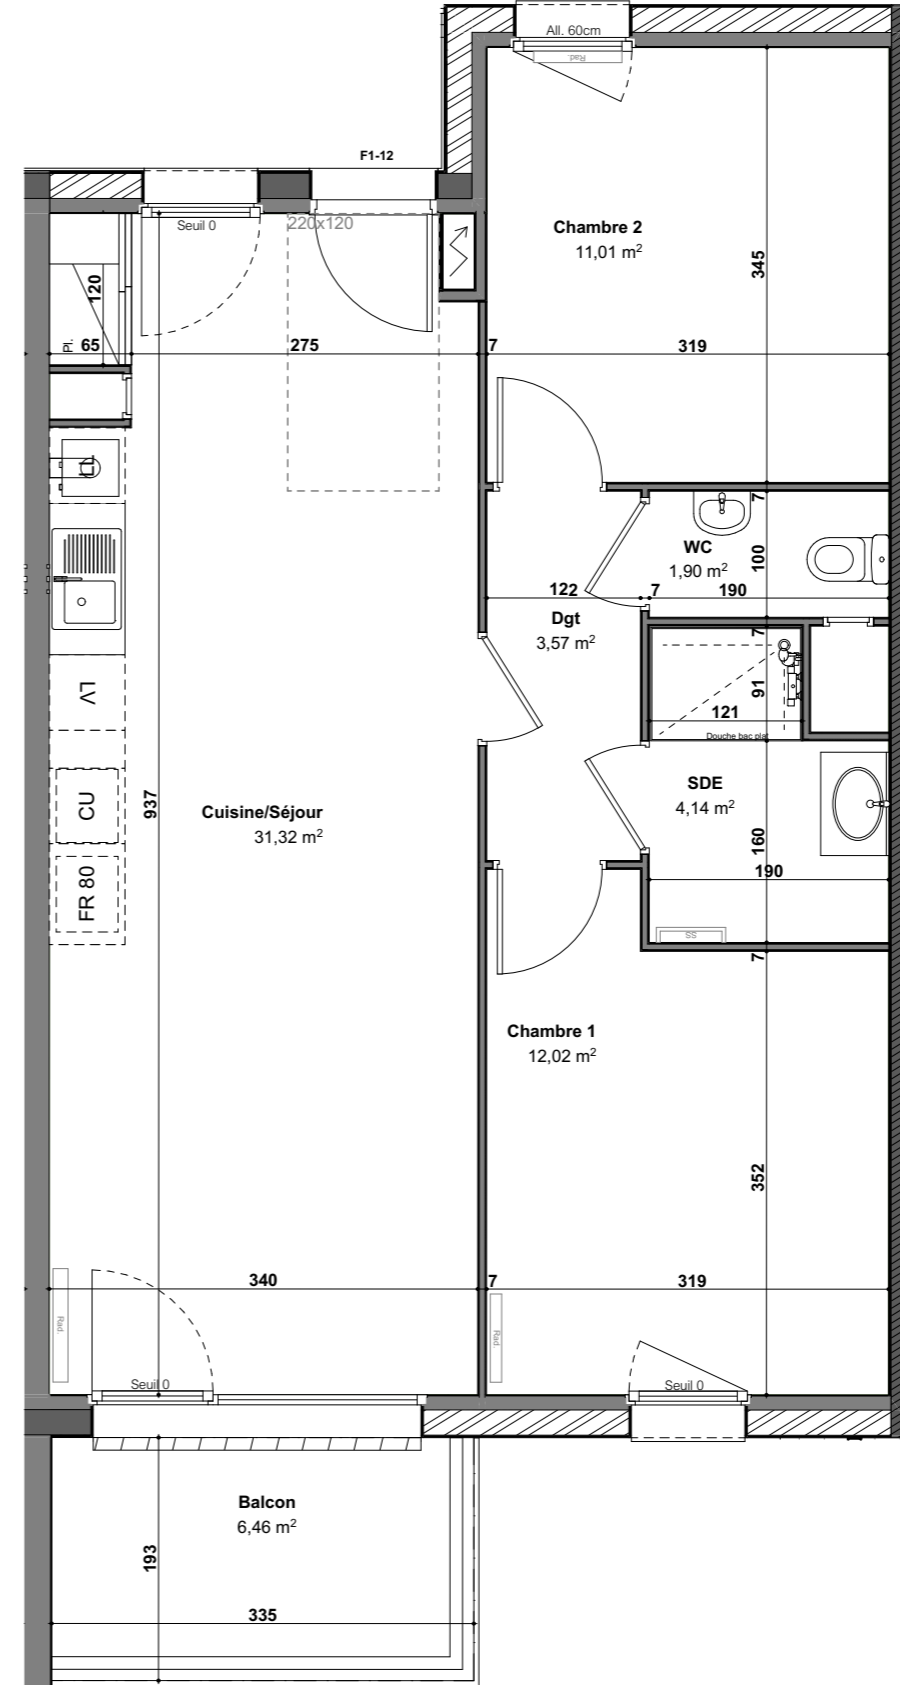 All. 60cm
Rad.
F1-12
Seuil 0
220x120
Chambre 2
11,01 m²
345
120
Pl.
65
275
7
319
LL
7
WC
1,90 m²
100
122
7
190
Dgt
3,57 m²
7
91
121
Douche bac plat
LV
SDE
4,14 m²
937
CU
Cuisine/Séjour
31,32 m²
160
190
FR 80
SS
7
Chambre 1
12,02 m²
352
340
7
319
Rad.
Rad.
Seuil 0
Seuil 0
Balcon
6,46 m²
193
335